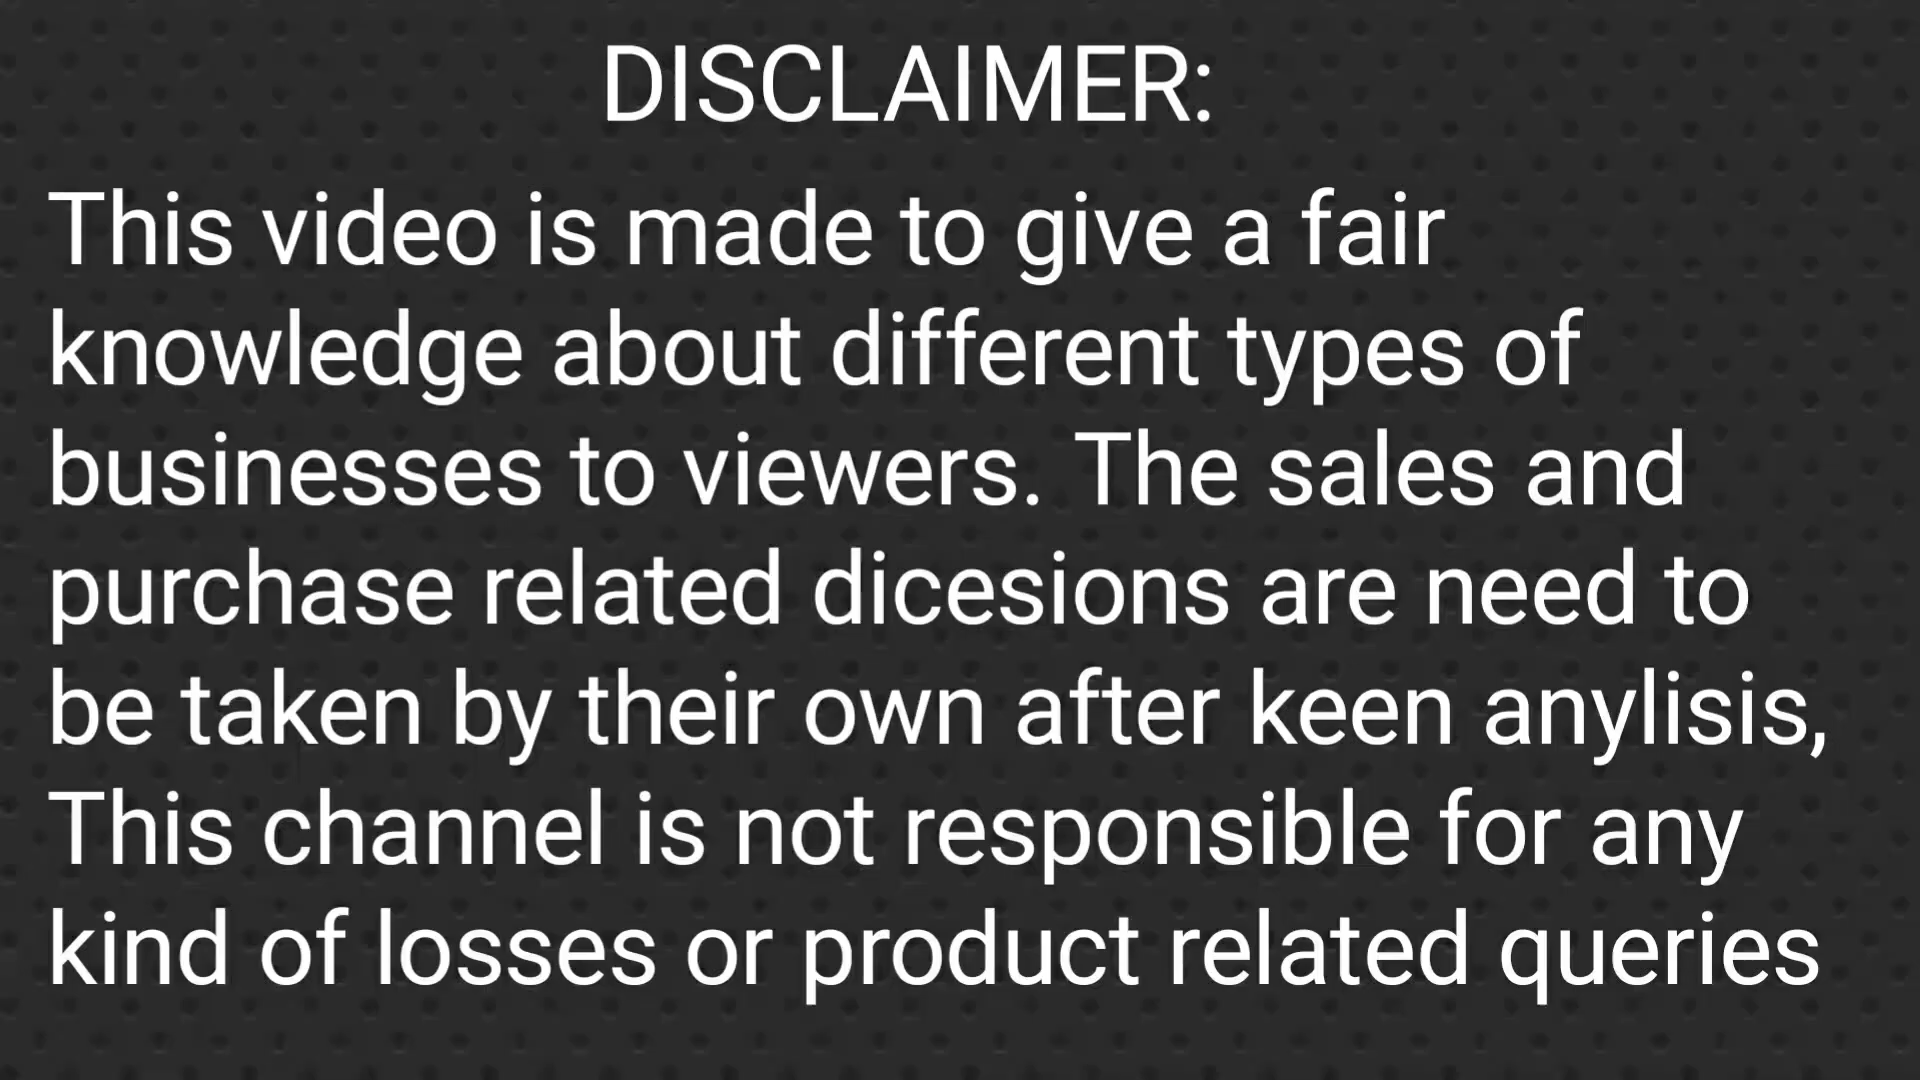 DISCLAIMER:
This video is made to give a fair
knowledge about different types of
businesses to viewers. The sales and
purchase related dicesions are need to
be taken by their own after keen anylisis,
This channel is not responsible for any
kind of losses or product related queries